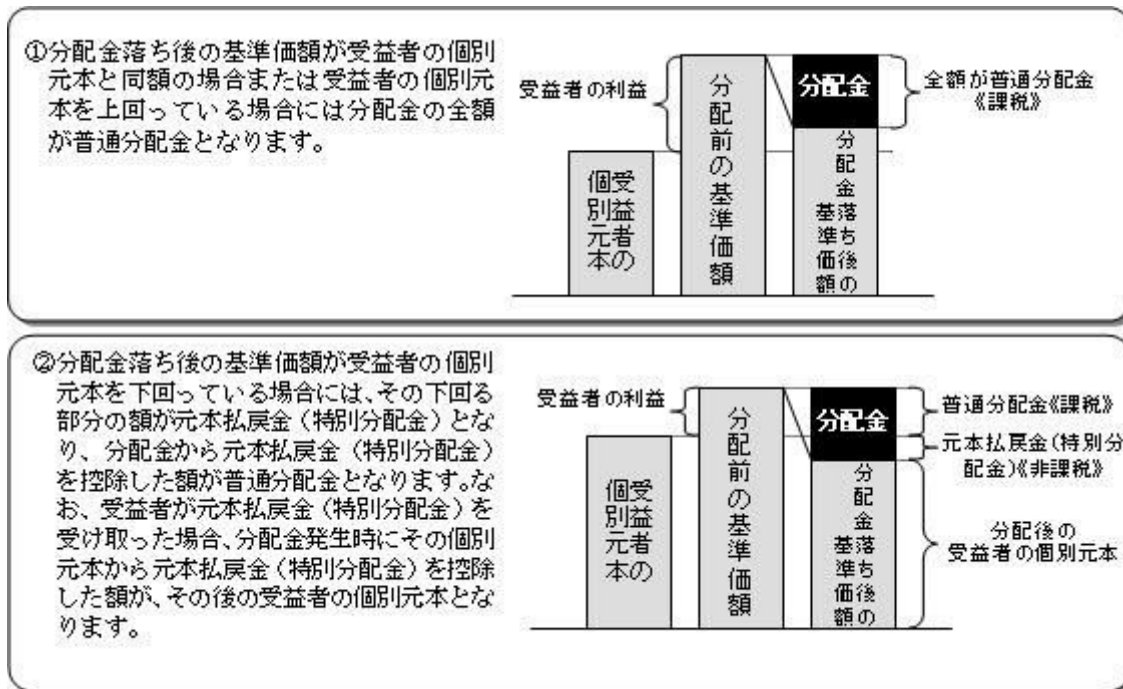 ①分配金落ち後の基準価額が受益者の個別
元本と同額の場合または受益者の個別元
本を上回っている場合には分配金の全額
が普通分配金となります。
受益者の利益
個別元本
受益者の
分配前の基準価額
分配金
分配金落ち後の
基準価額
全額が普通分配金
《課税》
②分配金落ち後の基準価額が受益者の個別
元本を下回っている場合には、その下回る
部分の額が元本払戻金（特別分配金）とな
り、分配金から元本払戻金（特別分配金）
を控除した額が普通分配金となります。な
お、受益者が元本払戻金（特別分配金）を
受け取った場合、分配金発生時にその個別
元本から元本払戻金（特別分配金）を控除
した額が、その後の受益者の個別元本とな
ります。
受益者の利益
受益者の
個別元本
分配前の基準価額
分配金
分配金落ち後の
基準価額
普通分配金《課税》
元本払戻金(特別分
配金)《非課税》
分配後の
受益者の個別元本